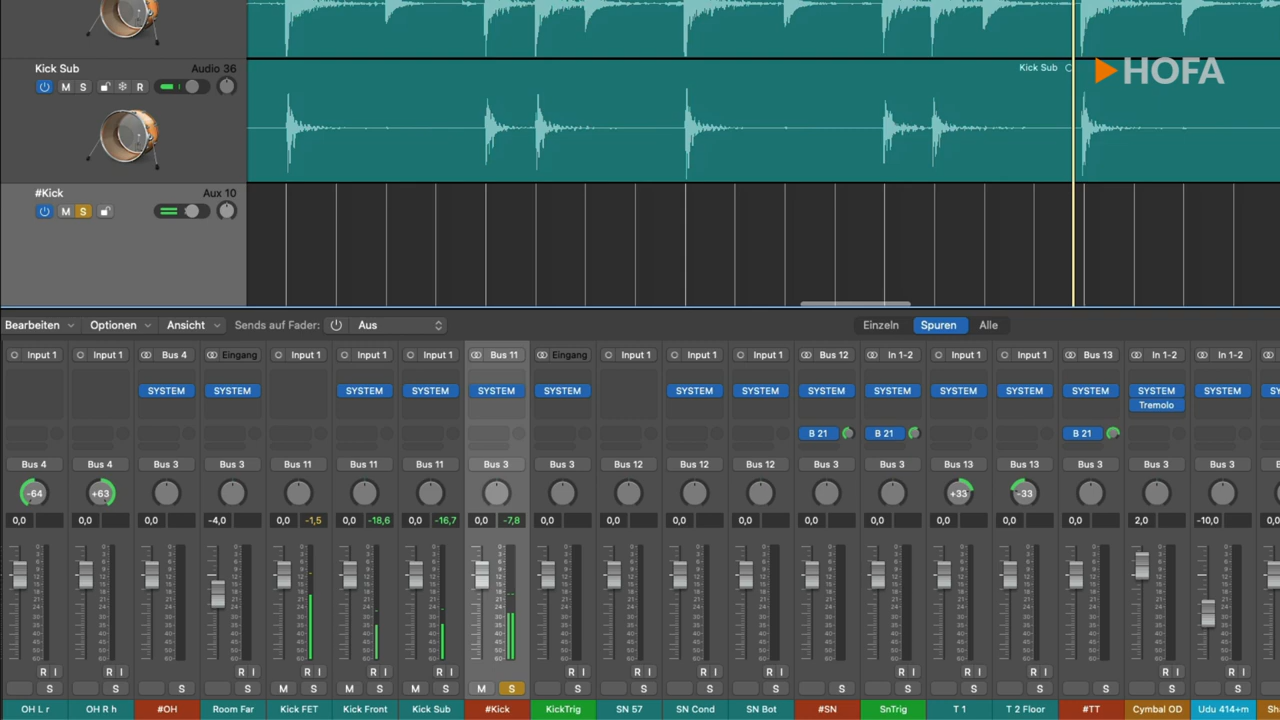 Kick Sub Audio 36
M S R
Kick Sub
HOFA
#Kick Aux 10
M S
Bearbeiten Optionen Ansicht Sends auf Fader: Aus Einzeln Spuren Alle
Input 1 Input 1 Bus 4 Eingang Input 1 Input 1 Input 1 Bus 11 Eingang Input 1 Input 1 Input 1 Bus 12 In 1-2 Input 1 Input 1 Bus 13 In 1-2 In 1-2
SYSTEM SYSTEM SYSTEM SYSTEM SYSTEM SYSTEM SYSTEM SYSTEM SYSTEM SYSTEM SYSTEM SYSTEM SYSTEM SYSTEM SYSTEM
Tremolo
B 21 B 21 B 21
Bus 4 Bus 4 Bus 3 Bus 3 Bus 11 Bus 11 Bus 11 Bus 3 Bus 3 Bus 12 Bus 12 Bus 12 Bus 3 Bus 3 Bus 13 Bus 13 Bus 3 Bus 3 Bus 3
-64 +63 +33 -33
0,0 0,0 0,0 -4,0 0,0 -1,5 0,0 -18,6 0,0 -16,7 0,0 -7,8 0,0 0,0 0,0 0,0 0,0 0,0 0,0 0,0 0,0 2,0 -10,0 0,0
R I R I R I R I R I R I R I R I R I R I R I R I
S S S S M S M S M S M S S S S S S S S S S S S
OH L r OH R h #OH Room Far Kick FET Kick Front Kick Sub #Kick KickTrig SN 57 SN Cond SN Bot #SN SnTrig T 1 T 2 Floor #TT Cymbal OD Udu 414+m